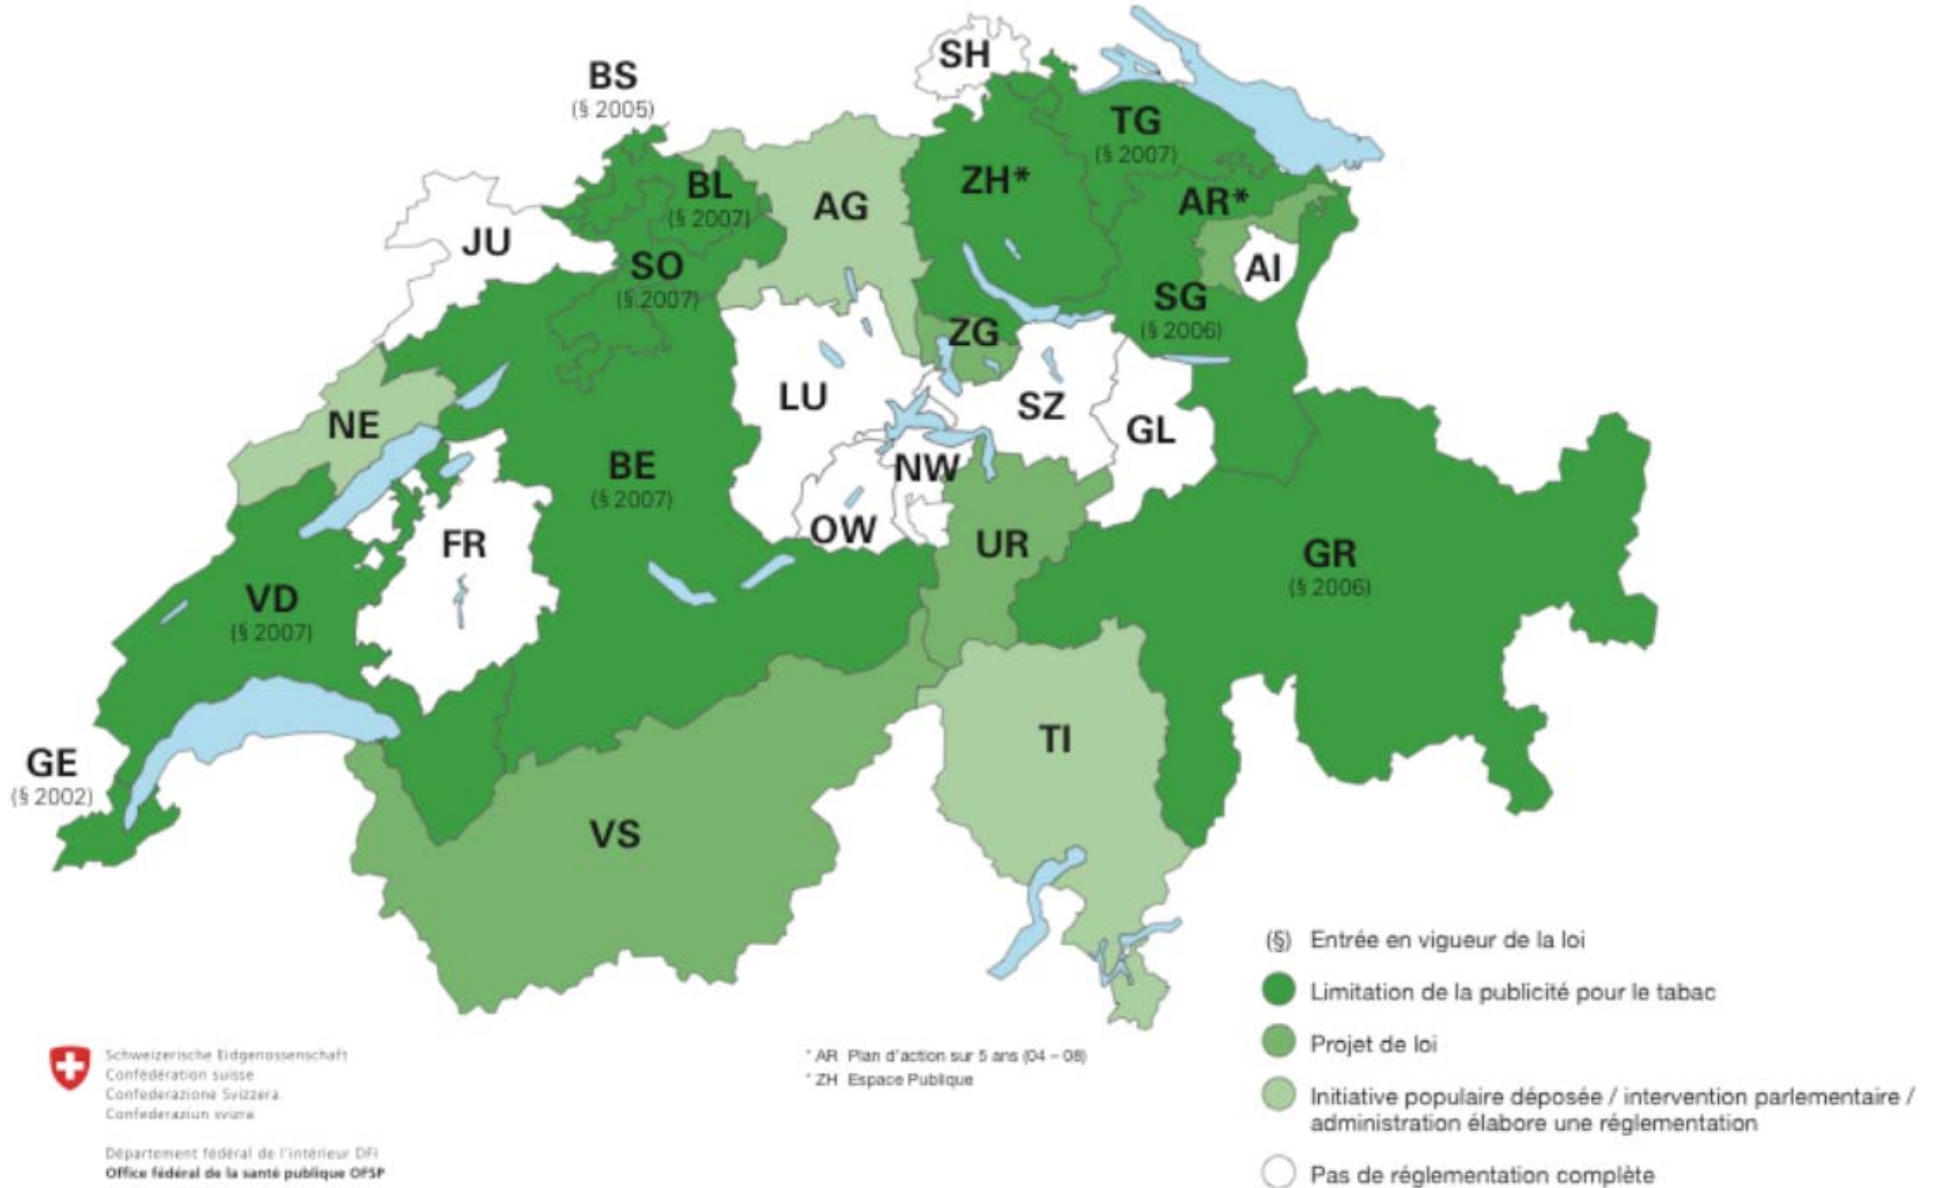 SH
BS
(§ 2005)
TG
(§ 2007)
ZH*
BL
(§ 2007)
AR*
AG
JU
SO
(§ 2007)
AI
SG
(§ 2006)
ZG
LU
SZ
NE
GL
BE
(§ 2007)
NW
OW
FR
UR
GR
(§ 2006)
VD
(§ 2007)
TI
GE
(§ 2002)
VS
(§) Entrée en vigueur de la loi
Limitation de la publicité pour le tabac
Projet de loi
Initiative populaire déposée / intervention parlementaire /
administration élabore une réglementation
Pas de réglementation complète
* AR Plan d'action sur 5 ans (04 – 08)
* ZH Espace Publique
Schweizerische Eidgenossenschaft
Confédération suisse
Confederazione Svizzera
Confederaziun svizra
Département fédéral de l'intérieur DFI
Office fédéral de la santé publique OFSP